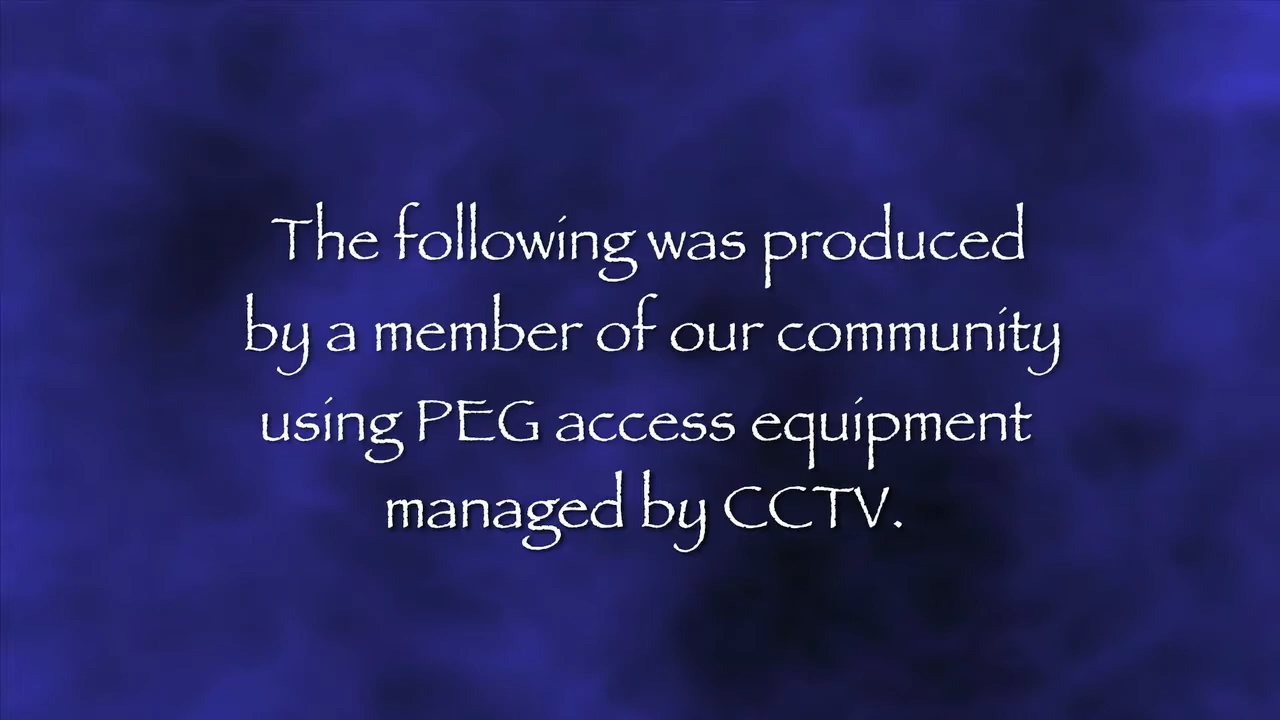 The following was produced
by a member of our community
using PEG access equipment
managed by CCTV.